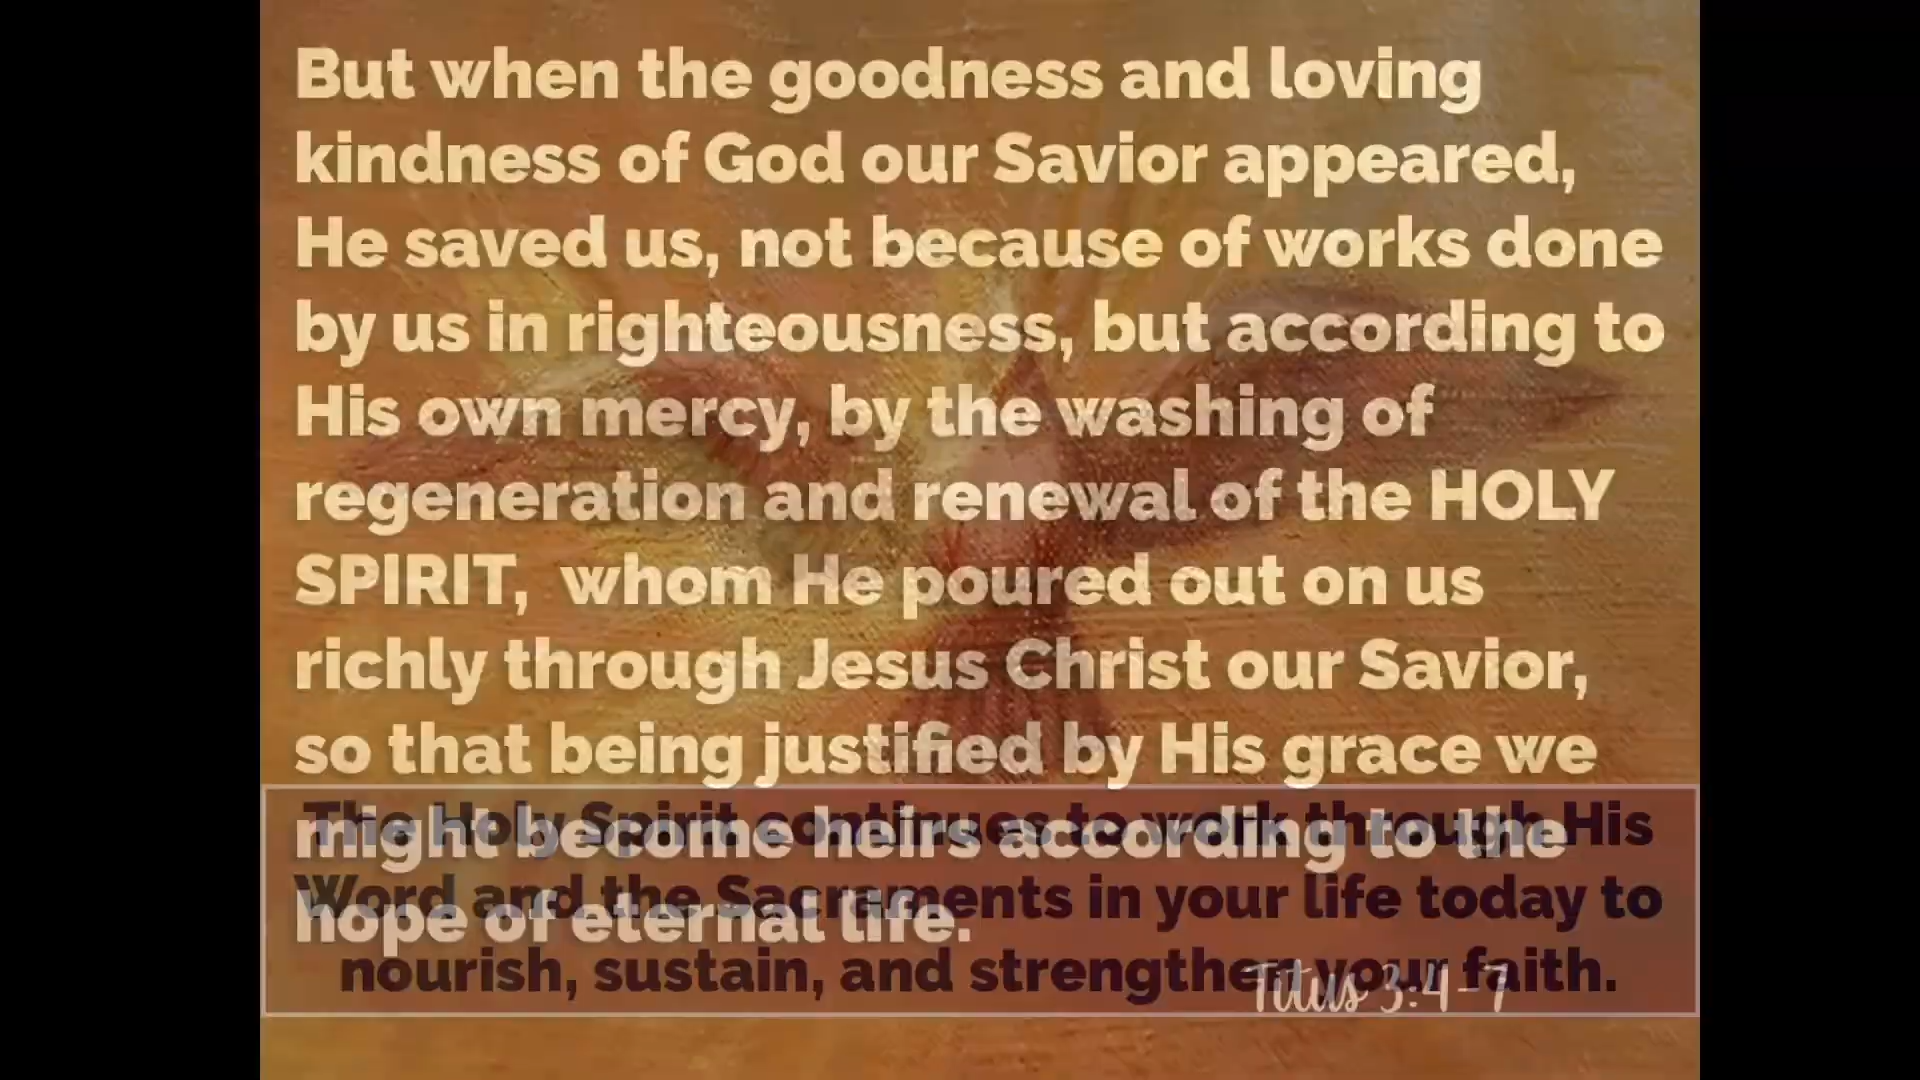 But when the goodness and loving
kindness of God our Savior appeared,
He saved us, not because of works done
by us in righteousness, but according to
His own mercy, by the washing of
regeneration and renewal of the HOLY
SPIRIT, whom He poured out on us
richly through Jesus Christ our Savior,
so that being justified by His grace we
might become heirs according to the
hope of eternal life.
Titus 3:4-7
The Holy Spirit continues to work through His
Word and the Sacraments in your life today to
nourish, sustain, and strengthen your faith.